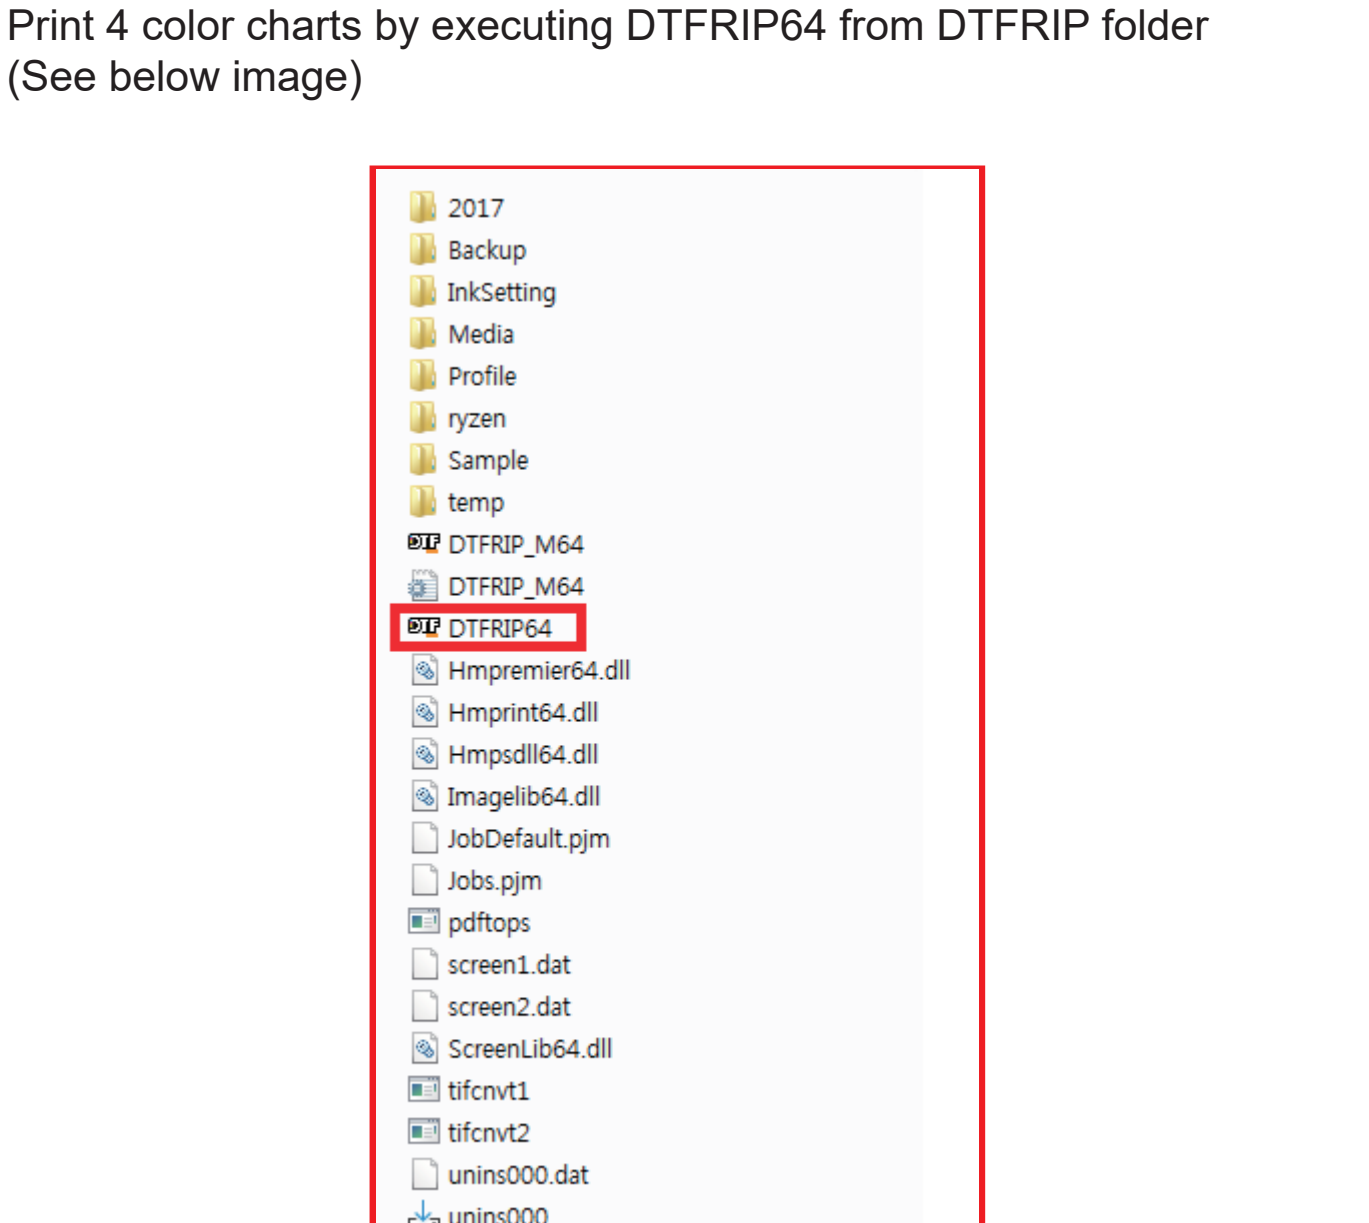 Print 4 color charts by executing DTFRIP64 from DTFRIP folder
(See below image)
2017
Backup
InkSetting
Media
Profile
ryzen
Sample
temp
DTF DTFRIP_M64
DTFRIP_M64
DTF DTFRIP64
Hmpremier64.dll
Hmprint64.dll
Hmpsdll64.dll
Imagelib64.dll
JobDefault.pjm
Jobs.pjm
pdftops
screen1.dat
screen2.dat
ScreenLib64.dll
tifcnvt1
tifcnvt2
unins000.dat
unins000